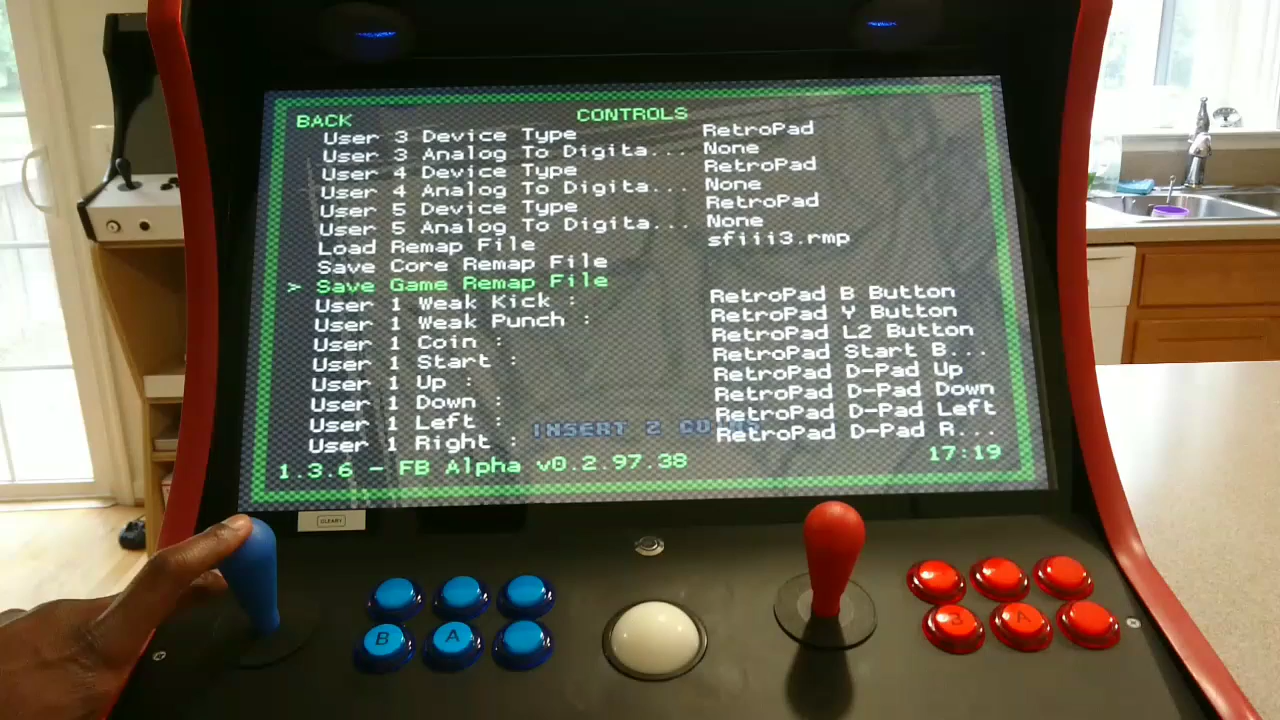 BACK CONTROLS
User 3 Device Type RetroPad
User 3 Analog To Digita... None
User 4 Device Type RetroPad
User 4 Analog To Digita... None
User 5 Device Type RetroPad
User 5 Analog To Digita... None
Load Remap File sfiii3.rmp
Save Core Remap File
> Save Game Remap File
User 1 Weak Kick : RetroPad B Button
User 1 Weak Punch : RetroPad Y Button
User 1 Coin : RetroPad L2 Button
User 1 Start : RetroPad Start B...
User 1 Up : RetroPad D-Pad Up
User 1 Down : RetroPad D-Pad Down
User 1 Left : RetroPad D-Pad Left
User 1 Right : RetroPad D-Pad R...
INSERT 2
1.3.6 - FB Alpha v0.2.97.38 17:19
B A A